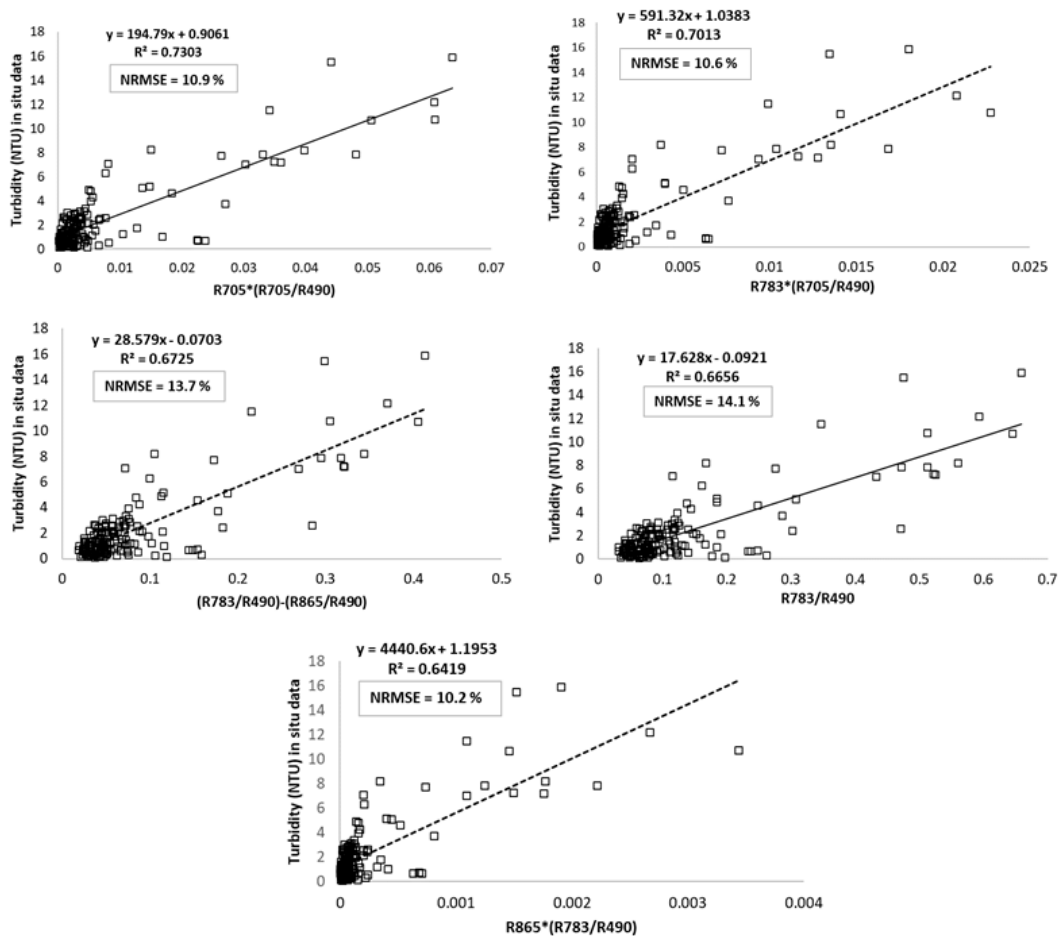 y = 194.79x + 0.9061
R² = 0.7303
NRMSE = 10.9 %
Turbidity (NTU) in situ data
18
16
14
12
10
8
6
4
2
0
0 0.01 0.02 0.03 0.04 0.05 0.06 0.07
R705*(R705/R490)
y = 591.32x + 1.0383
R² = 0.7013
NRMSE = 10.6 %
Turbidity (NTU) in situ data
18
16
14
12
10
8
6
4
2
0
0 0.005 0.01 0.015 0.02 0.025
R783*(R705/R490)
y = 28.579x - 0.0703
R² = 0.6725
NRMSE = 13.7 %
Turbidity (NTU) in situ data
18
16
14
12
10
8
6
4
2
0
0 0.1 0.2 0.3 0.4 0.5
(R783/R490)-(R865/R490)
y = 17.628x - 0.0921
R² = 0.6656
NRMSE = 14.1 %
Turbidity (NTU) in situ data
18
16
14
12
10
8
6
4
2
0
0 0.1 0.2 0.3 0.4 0.5 0.6 0.7
R783/R490
y = 4440.6x + 1.1953
R² = 0.6419
NRMSE = 10.2 %
Turbidity (NTU) in situ data
18
16
14
12
10
8
6
4
2
0
0 0.001 0.002 0.003 0.004
R865*(R783/R490)